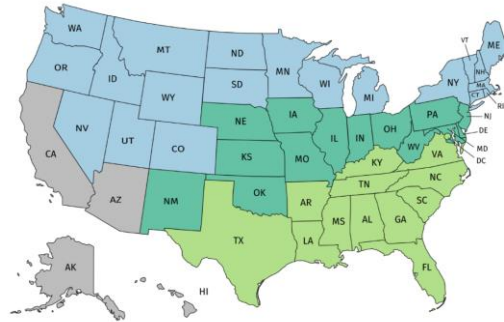 WA
MT
ND
MN
VT
ME
OR
ID
SD
WI
MI
NY
NH
MA
CT
RI
WY
NV
UT
CO
CA
AZ
NE
IA
IL
IN
OH
PA
NJ
DE
MD
DC
KS
MO
WV
KY
VA
NM
OK
AR
TN
NC
SC
TX
LA
MS
AL
GA
FL
AK
HI